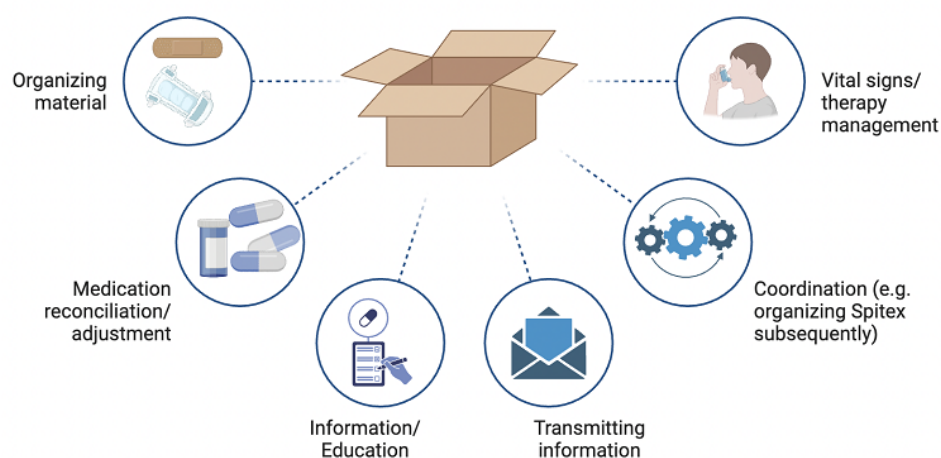 Organizing
material
Vital signs/
therapy
management
Medication
reconciliation/
adjustment
Coordination (e.g.
organizing Spitex
subsequently)
Information/
Education
Transmitting
information